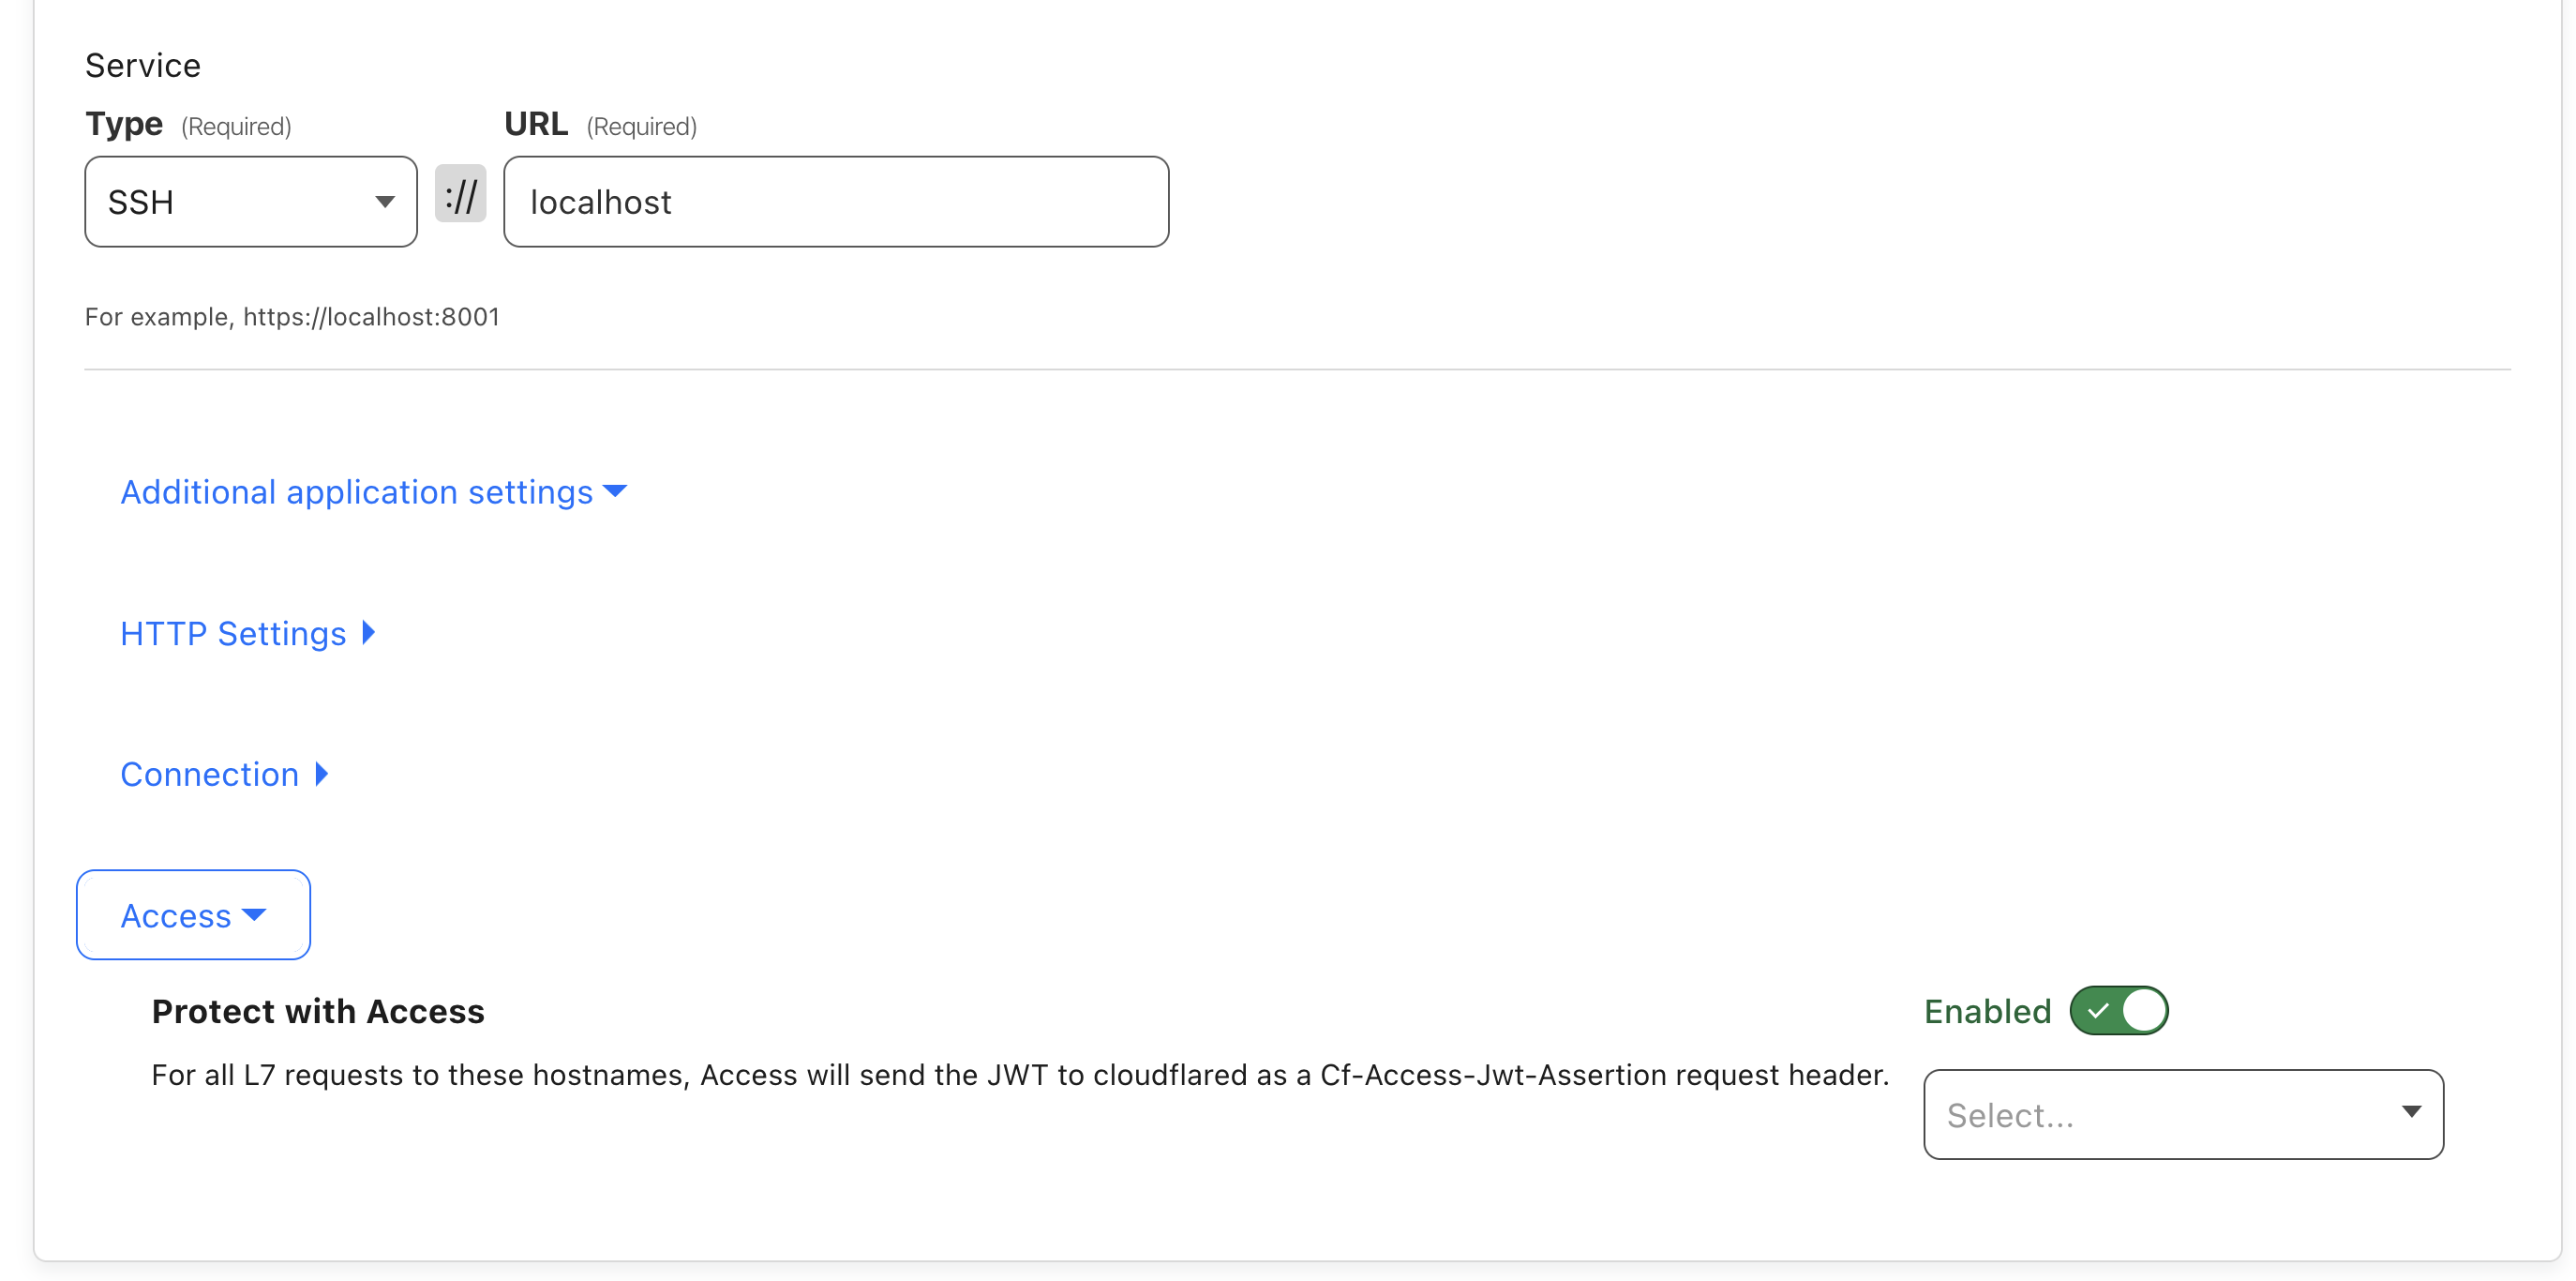 Service
Type (Required) URL (Required)
SSH :// localhost
For example, https://localhost:8001
Additional application settings
HTTP Settings
Connection
Access
Protect with Access Enabled
For all L7 requests to these hostnames, Access will send the JWT to cloudflared as a Cf-Access-Jwt-Assertion request header.
Select...